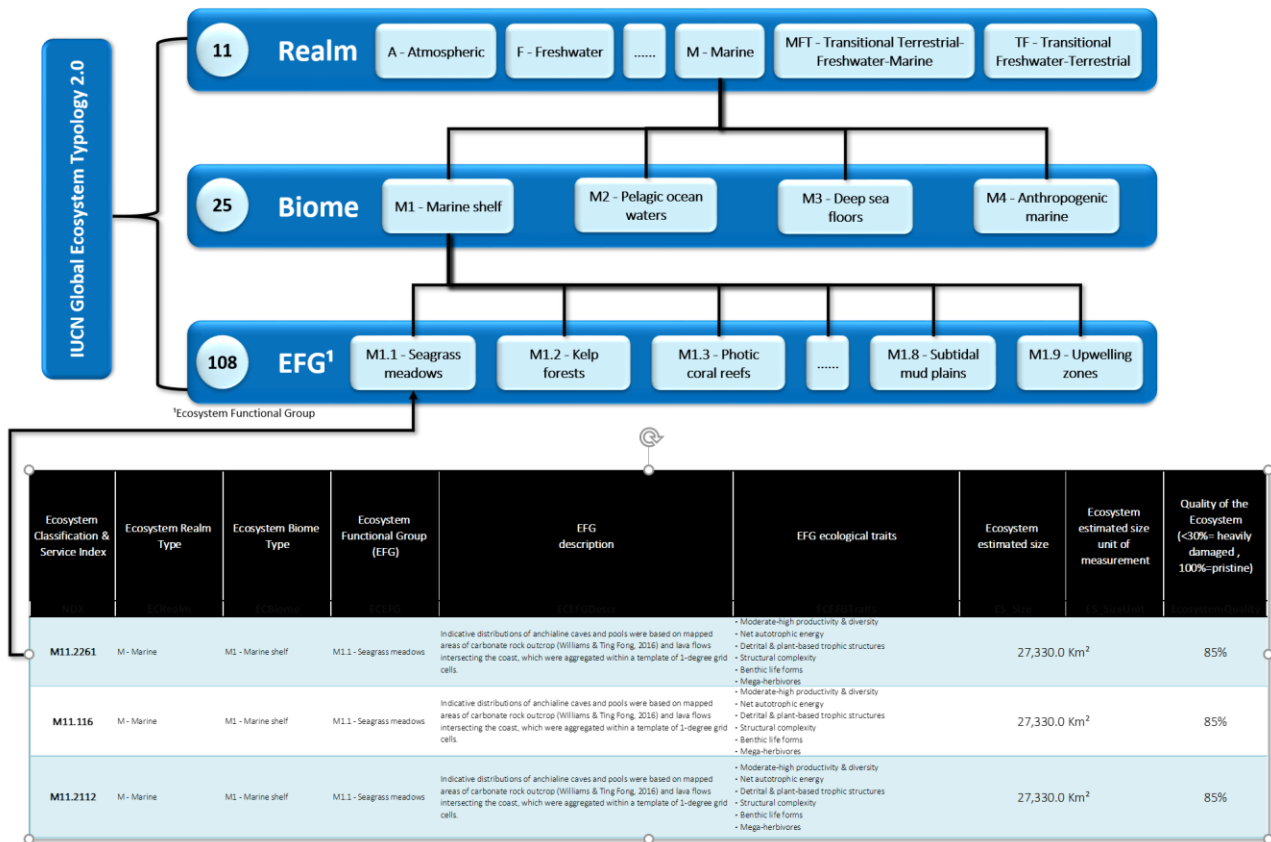 IUCN Global Ecosystem Typology 2.0
11
Realm
A - Atmospheric
F - Freshwater
......
M - Marine
MFT - Transitional Terrestrial-
Freshwater-Marine
TF - Transitional
Freshwater-Terrestrial
25
Biome
M1 - Marine shelf
M2 - Pelagic ocean
waters
M3 - Deep sea
floors
M4 - Anthropogenic
marine
108
EFG¹
M1.1 - Seagrass
meadows
M1.2 - Kelp
forests
M1.3 - Photic
coral reefs
......
M1.8 - Subtidal
mud plains
M1.9 - Upwelling
zones
¹Ecosystem Functional Group
Ecosystem
Classification &
Service Index
Ecosystem Realm
Type
Ecosystem Biome
Type
Ecosystem
Functional Group
(EFG)
EFG
description
EFG ecological traits
Ecosystem
estimated size
Ecosystem
estimated size
unit of
measurement
Quality of the
Ecosystem
(<30%= heavily
damaged ,
100%=pristine)
NDX
ECRealm
ECBiome
ECEFG
ECEFGDescr
ECEFGTraits
ES_Size
ES_SizeUnit
EcosystemQuality
M11.2261
M - Marine
M1 - Marine shelf
M1.1 - Seagrass meadows
Indicative distributions of anchialine caves and pools were based on mapped
areas of carbonate rock outcrop (Williams & Ting Fong, 2016) and lava flows
intersecting the coast, which were aggregated within a template of 1-degree grid
cells.
- Moderate-high productivity & diversity
- Net autotrophic energy
- Detrital & plant-based trophic structures
- Structural complexity
- Benthic life forms
- Mega-herbivores
27,330.0 Km²
85%
M11.116
M - Marine
M1 - Marine shelf
M1.1 - Seagrass meadows
Indicative distributions of anchialine caves and pools were based on mapped
areas of carbonate rock outcrop (Williams & Ting Fong, 2016) and lava flows
intersecting the coast, which were aggregated within a template of 1-degree grid
cells.
- Moderate-high productivity & diversity
- Net autotrophic energy
- Detrital & plant-based trophic structures
- Structural complexity
- Benthic life forms
- Mega-herbivores
27,330.0 Km²
85%
M11.2112
M - Marine
M1 - Marine shelf
M1.1 - Seagrass meadows
Indicative distributions of anchialine caves and pools were based on mapped
areas of carbonate rock outcrop (Williams & Ting Fong, 2016) and lava flows
intersecting the coast, which were aggregated within a template of 1-degree grid
cells.
- Moderate-high productivity & diversity
- Net autotrophic energy
- Detrital & plant-based trophic structures
- Structural complexity
- Benthic life forms
- Mega-herbivores
27,330.0 Km²
85%